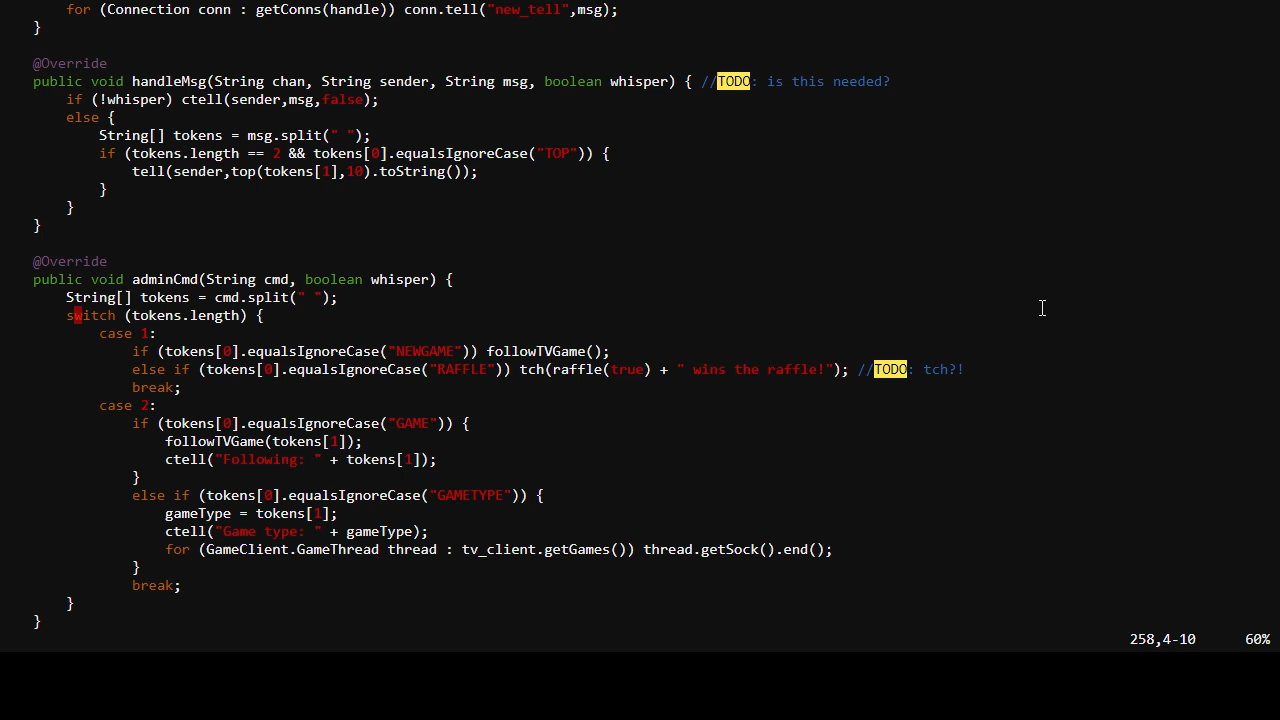 for (Connection conn : getConns(handle)) conn.tell("new_tell",msg);
}
@Override
public void handleMsg(String chan, String sender, String msg, boolean whisper) { //TODO: is this needed?
if (!whisper) ctell(sender,msg,false);
else {
String[] tokens = msg.split(" ");
if (tokens.length == 2 && tokens[0].equalsIgnoreCase("TOP")) {
tell(sender,top(tokens[1],10).toString());
}
}
}
@Override
public void adminCmd(String cmd, boolean whisper) {
String[] tokens = cmd.split(" ");
switch (tokens.length) {
case 1:
if (tokens[0].equalsIgnoreCase("NEWGAME")) followTVGame();
else if (tokens[0].equalsIgnoreCase("RAFFLE")) tch(raffle(true) + " wins the raffle!"); //TODO: tch?!
break;
case 2:
if (tokens[0].equalsIgnoreCase("GAME")) {
followTVGame(tokens[1]);
ctell("Following: " + tokens[1]);
}
else if (tokens[0].equalsIgnoreCase("GAMETYPE")) {
gameType = tokens[1];
ctell("Game type: " + gameType);
for (GameClient.GameThread thread : tv_client.getGames()) thread.getSock().end();
}
break;
}
}
258,4-10 60%